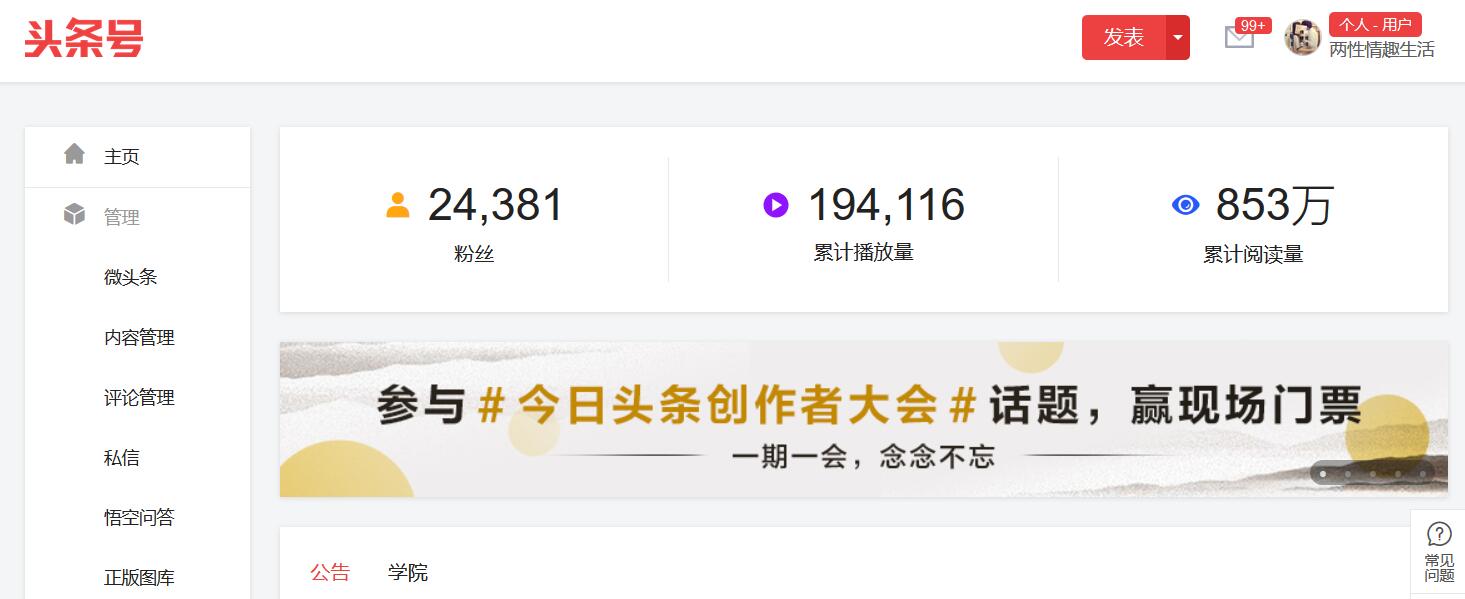 头条号
发表
99+
个人 - 用户
两性情趣生活
主页
管理
微头条
内容管理
评论管理
私信
悟空问答
正版图库
24,381
粉丝
194,116
累计播放量
853万
累计阅读量
参与#今日头条创作者大会#话题，赢现场门票
一期一会，念念不忘
公告 学院
常见
问题